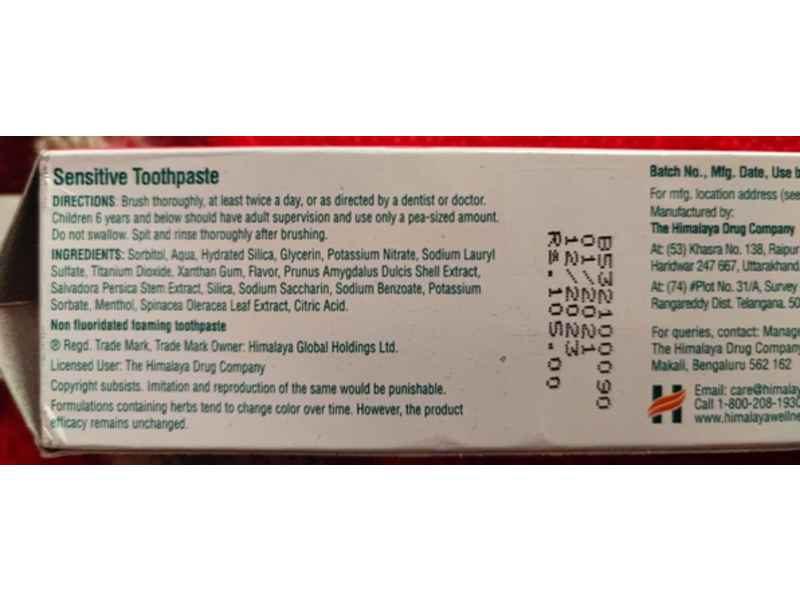 Sensitive Toothpaste
DIRECTIONS: Brush thoroughly, at least twice a day, or as directed by a dentist or doctor.
Children 6 years and below should have adult supervision and use only a pea-sized amount.
Do not swallow. Spit and rinse thoroughly after brushing.
INGREDIENTS: Sorbitol, Aqua, Hydrated Silica, Glycerin, Potassium Nitrate, Sodium Lauryl
Sulfate, Titanium Dioxide, Xanthan Gum, Flavor, Prunus Amygdalus Dulcis Shell Extract,
Salvadora Persica Stem Extract, Silica, Sodium Saccharin, Sodium Benzoate, Potassium
Sorbate, Menthol, Spinacea Oleracea Leaf Extract, Citric Acid.
Non fluoridated foaming toothpaste
® Regd. Trade Mark, Trade Mark Owner: Himalaya Global Holdings Ltd.
Licensed User: The Himalaya Drug Company
Copyright subsists. Imitation and reproduction of the same would be punishable.
Formulations containing herbs tend to change color over time. However, the product
efficacy remains unchanged.
B532100090
01/2021
12/2023
Rs.105.00
Batch No., Mfg. Date, Use b
For mfg. location address (see
Manufactured by:
The Himalaya Drug Company
At: (53) Khasra No. 138, Raipur
Haridwar 247 667, Uttarakhand
At: (74) #Plot No. 31/A, Survey
Rangareddy Dist. Telangana. 50
For queries, contact: Manage
The Himalaya Drug Company
Makali, Bengaluru 562 162
Email: care@himalay
Call 1-800-208-1930
www.himalayawellne